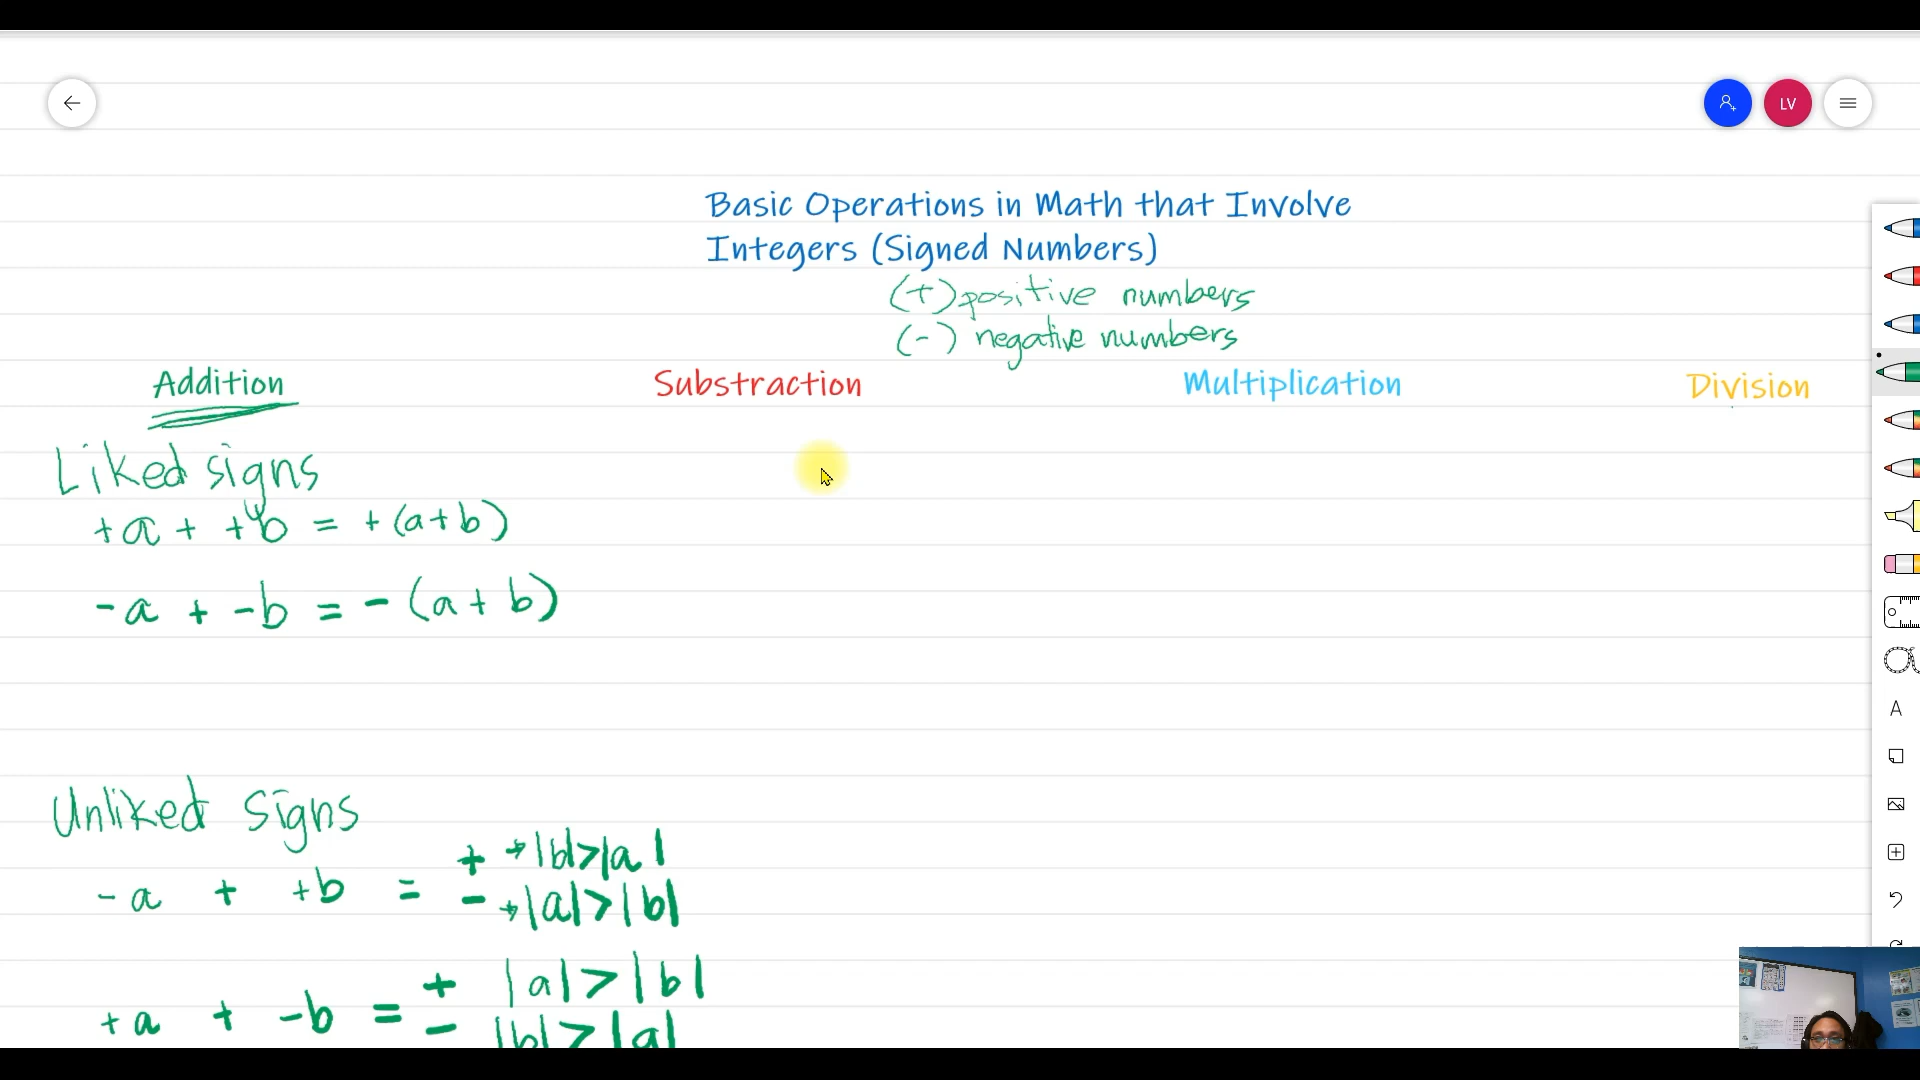 LV
Basic Operations in Math that Involve
Integers (Signed Numbers)
(+) positive numbers
(-) negative numbers
Addition
Substraction
Multiplication
Division
Liked signs
+a + +b = +(a+b)
-a + -b = - (a+b)
Unliked signs
-a + +b = + → |b|>|a|
- → |a|>|b|
+a + -b = + |a|>|b|
- |b|>|a|
A